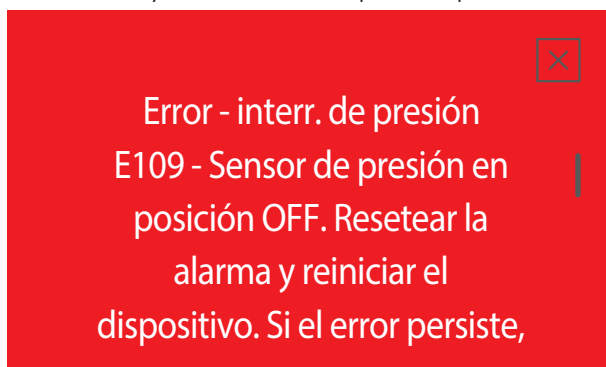 Error - interr. de presión
E109 - Sensor de presión en
posición OFF. Resetear la
alarma y reiniciar el
dispositivo. Si el error persiste,